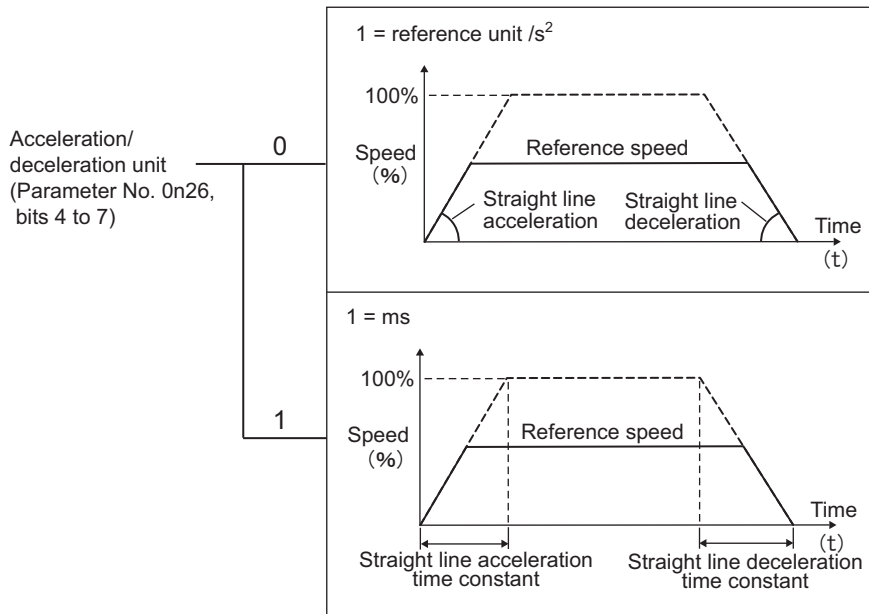 Acceleration/
deceleration unit
(Parameter No. 0n26,
bits 4 to 7)
0
1
1 = reference unit /s²
100%
Speed
(%)
Reference speed
Straight line
acceleration
Straight line
deceleration
Time
(t)
1 = ms
100%
Speed
(%)
Reference speed
Time
(t)
Straight line acceleration
time constant
Straight line deceleration
time constant